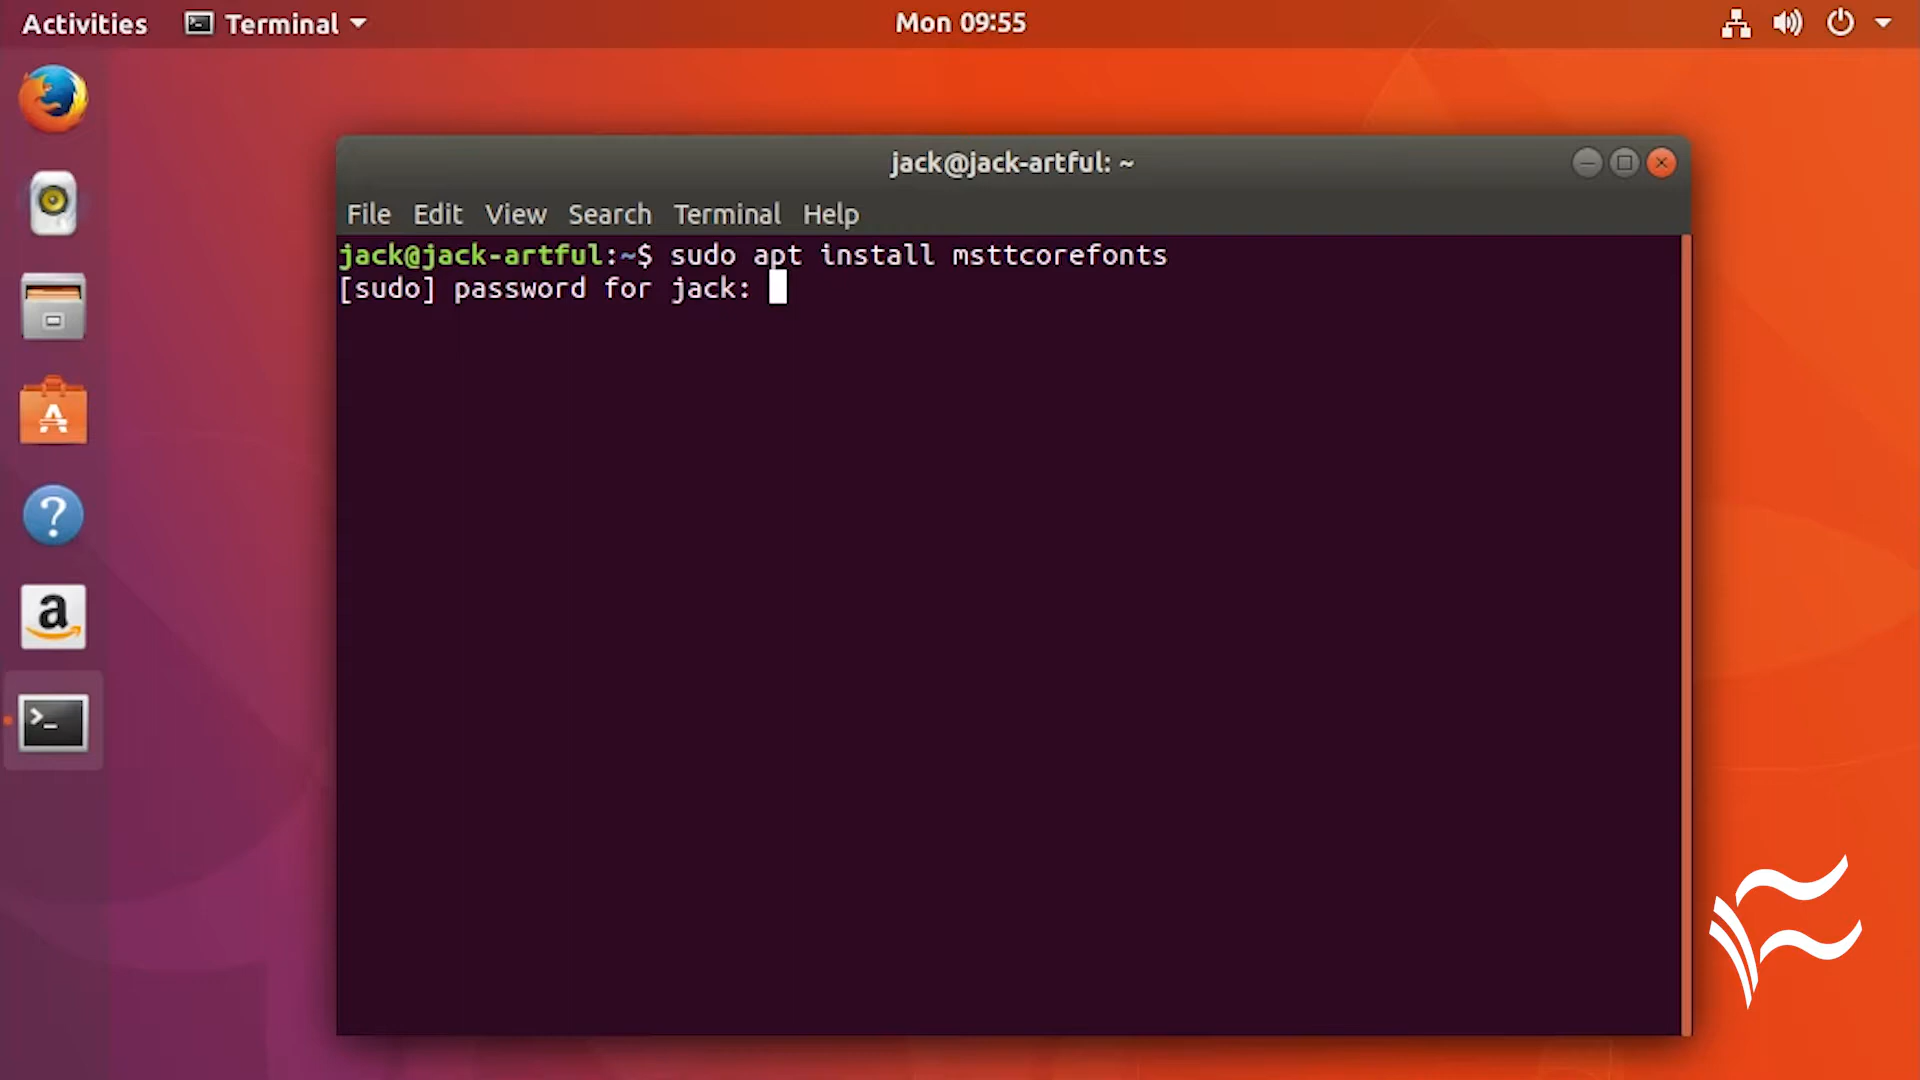 Activities Terminal Mon 09:55
jack@jack-artful: ~
File Edit View Search Terminal Help
jack@jack-artful:~$ sudo apt install msttcorefonts
[sudo] password for jack: